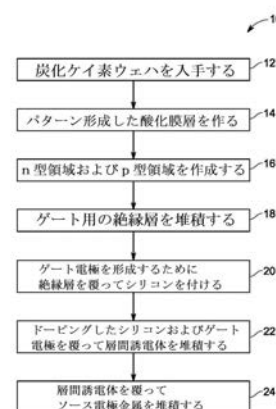 炭化ケイ素ウェハを入手する
12
パターン形成した酸化膜層を作る
14
n型領域およびp型領域を作成する
16
ゲート用の絶縁層を堆積する
18
ゲート電極を形成するために
絶縁層を覆ってシリコンを付ける
20
ドーピングしたシリコンおよびゲート
電極を覆って層間誘電体を堆積する
22
層間誘電体を覆って
ソース電極金属を堆積する
24